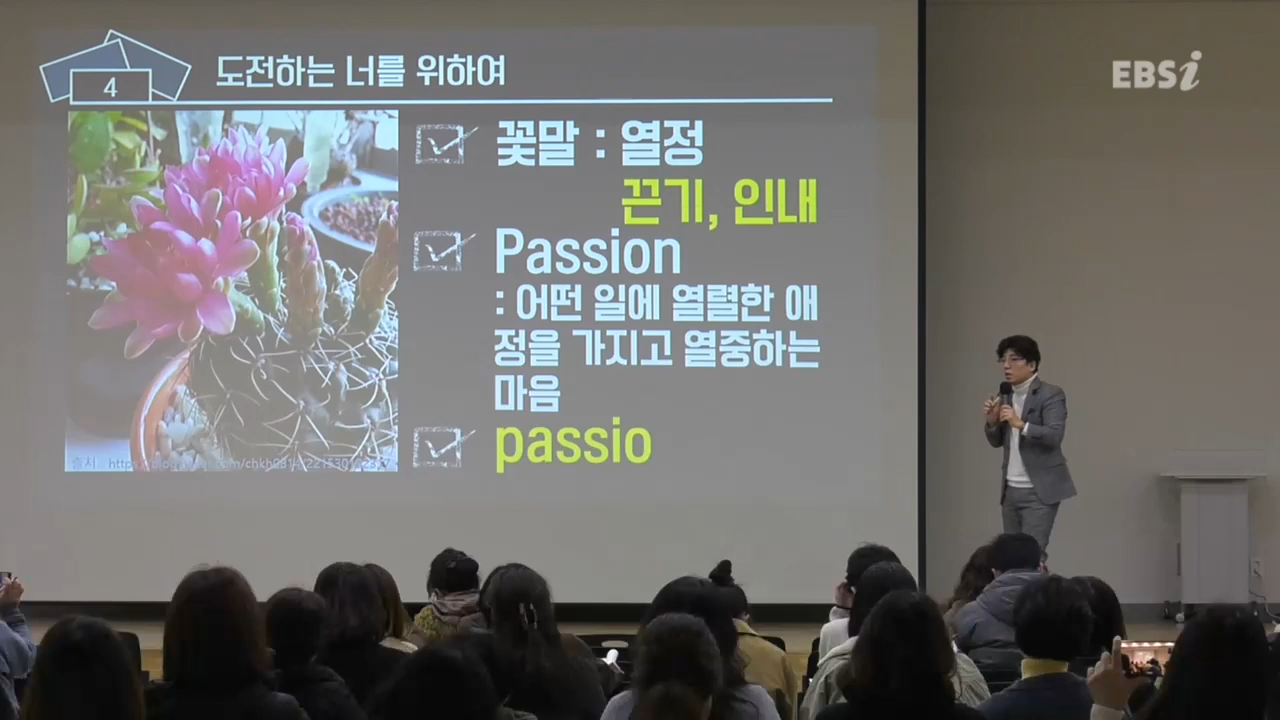 EBSi
4
도전하는 너를 위하여
꽃말 : 열정
끈기, 인내
Passion
: 어떤 일에 열렬한 애
정을 가지고 열중하는
마음
passio
출처: